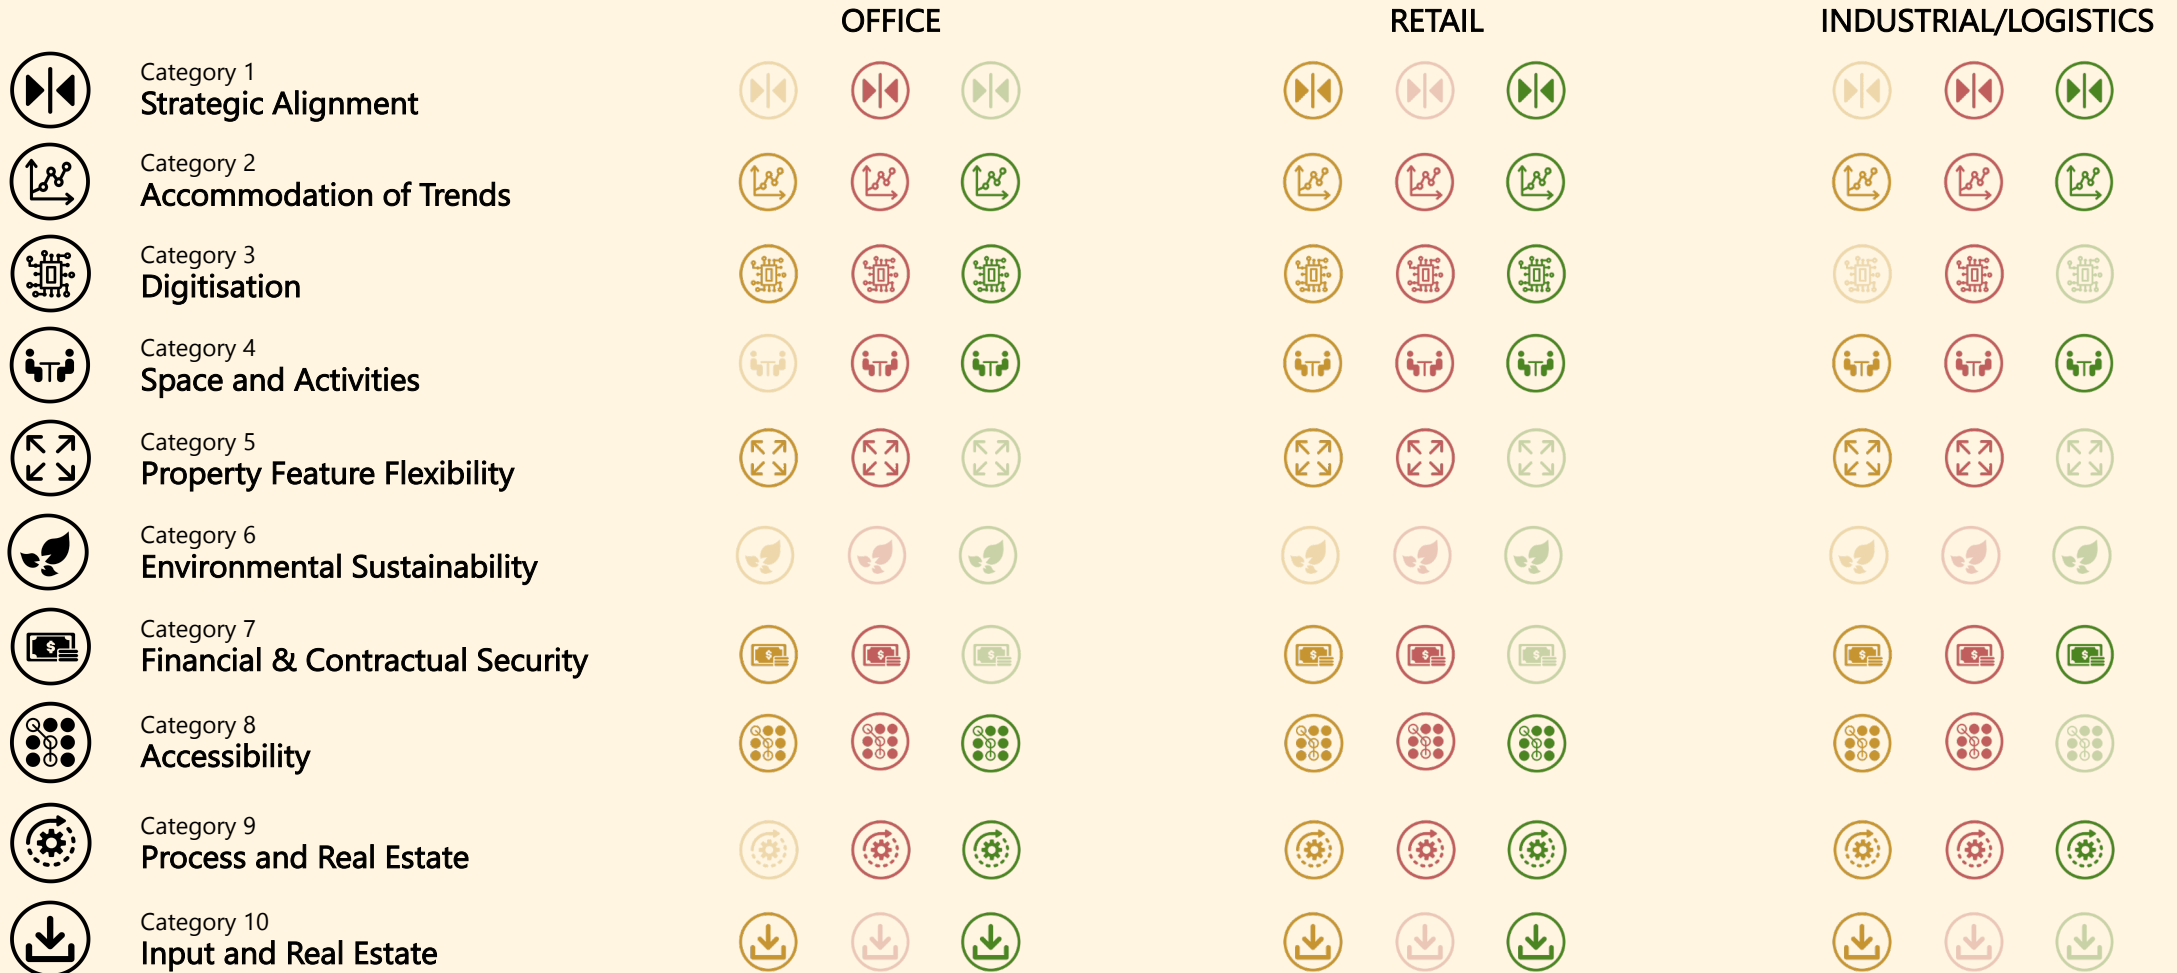 OFFICE RETAIL INDUSTRIAL/LOGISTICS
Category 1
Strategic Alignment
Category 2
Accommodation of Trends
Category 3
Digitisation
Category 4
Space and Activities
Category 5
Property Feature Flexibility
Category 6
Environmental Sustainability
Category 7
Financial & Contractual Security
Category 8
Accessibility
Category 9
Process and Real Estate
Category 10
Input and Real Estate